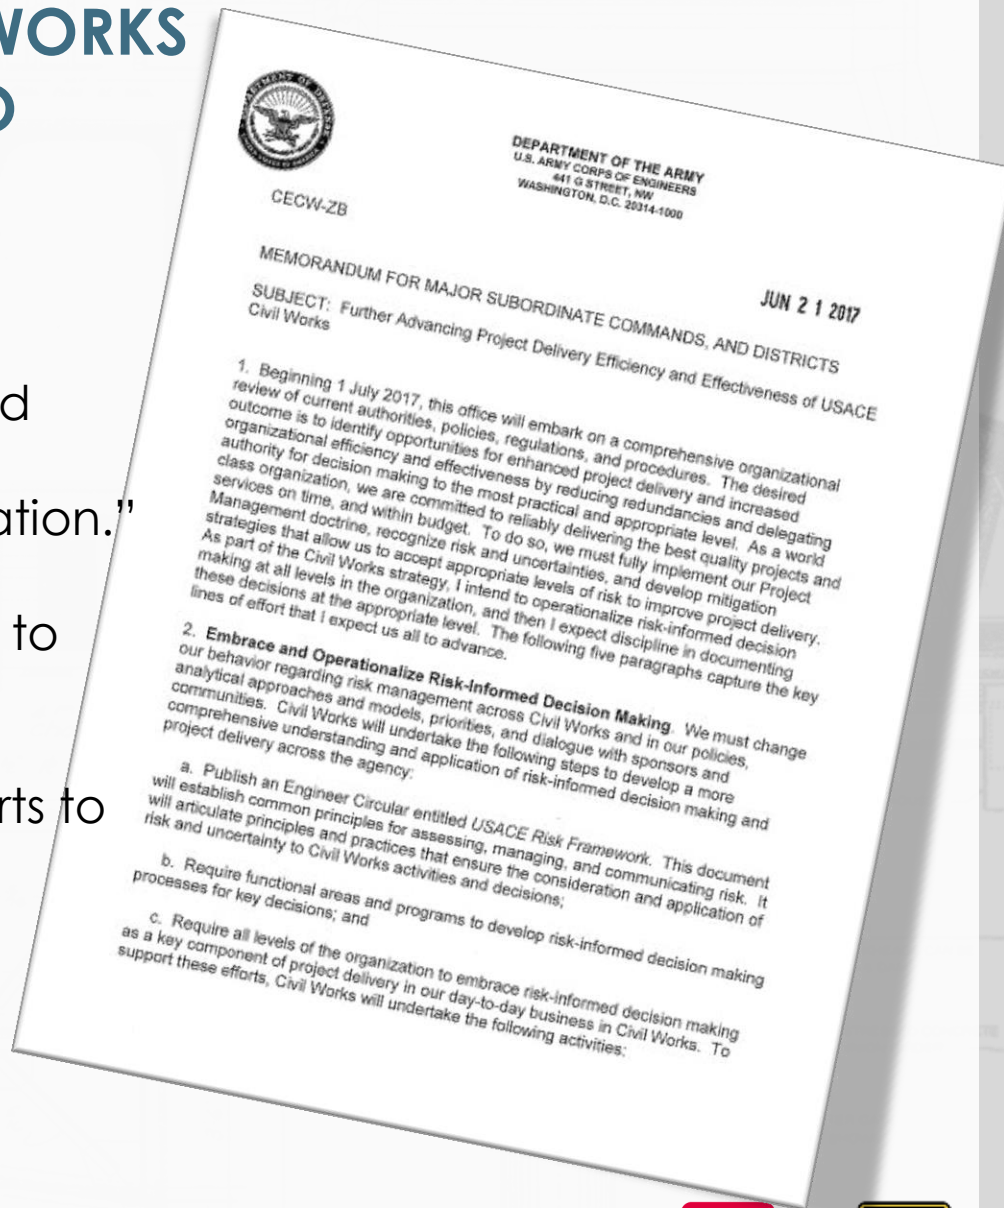 WORKS
O
d
ation.”
to
rts to
DEPARTMENT OF DEFENSE
UNITED STATES OF AMERICA
DEPARTMENT OF THE ARMY
U.S. ARMY CORPS OF ENGINEERS
441 G STREET, NW
WASHINGTON, D.C. 20314-1000
CECW-ZB
JUN 2 1 2017
MEMORANDUM FOR MAJOR SUBORDINATE COMMANDS, AND DISTRICTS
SUBJECT: Further Advancing Project Delivery Efficiency and Effectiveness of USACE
Civil Works
1. Beginning 1 July 2017, this office will embark on a comprehensive organizational
review of current authorities, policies, regulations, and procedures. The desired
outcome is to identify opportunities for enhanced project delivery and increased
organizational efficiency and effectiveness by reducing redundancies and delegating
authority for decision making to the most practical and appropriate level. As a world
class organization, we are committed to reliably delivering the best quality projects and
services on time, and within budget. To do so, we must fully implement our Project
Management doctrine, recognize risk and uncertainties, and develop mitigation
strategies that allow us to accept appropriate levels of risk to improve project delivery.
As part of the Civil Works strategy, I intend to operationalize risk-informed decision
making at all levels in the organization, and then I expect discipline in documenting
these decisions at the appropriate level. The following five paragraphs capture the key
lines of effort that I expect us all to advance.
2. Embrace and Operationalize Risk-Informed Decision Making. We must change
our behavior regarding risk management across Civil Works and in our policies,
analytical approaches and models, priorities, and dialogue with sponsors and
communities. Civil Works will undertake the following steps to develop a more
comprehensive understanding and application of risk-informed decision making and
project delivery across the agency:
a. Publish an Engineer Circular entitled USACE Risk Framework. This document
will establish common principles for assessing, managing, and communicating risk. It
will articulate principles and practices that ensure the consideration and application of
risk and uncertainty to Civil Works activities and decisions;
b. Require functional areas and programs to develop risk-informed decision making
processes for key decisions; and
c. Require all levels of the organization to embrace risk-informed decision making
as a key component of project delivery in our day-to-day business in Civil Works. To
support these efforts, Civil Works will undertake the following activities: